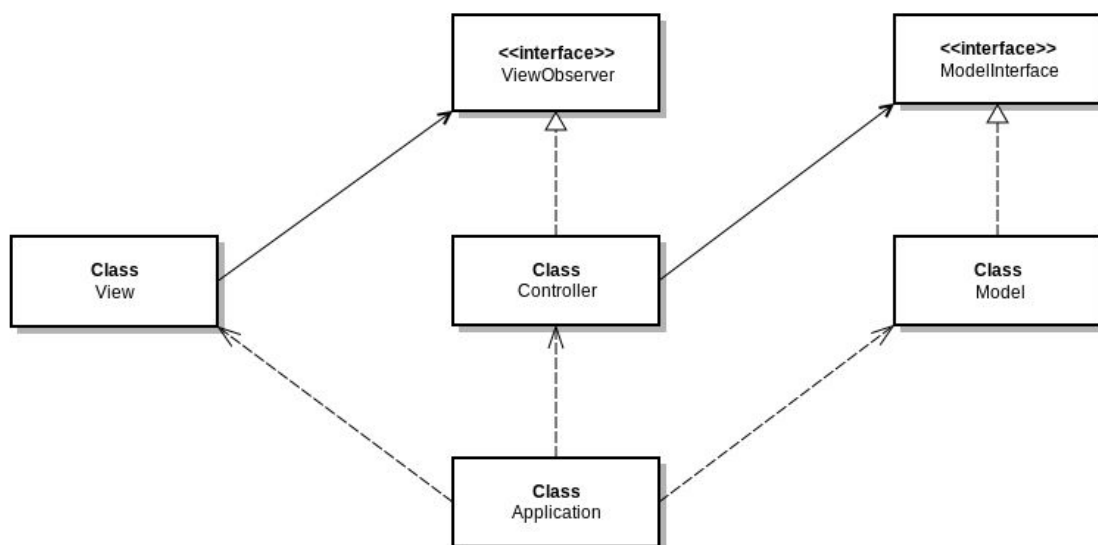 <<interface>>
ViewObserver
<<interface>>
ModelInterface
Class
View
Class
Controller
Class
Model
Class
Application